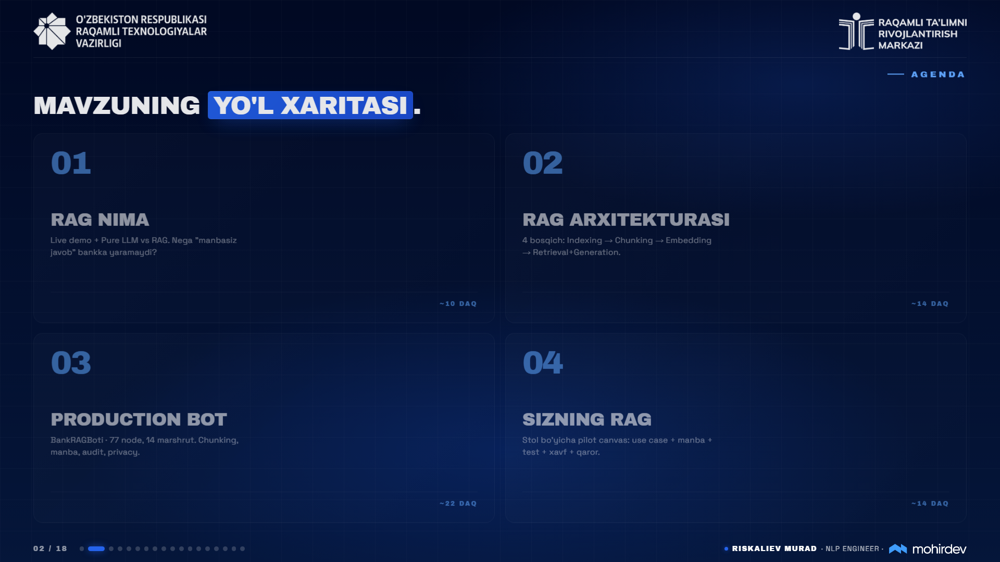 O'ZBEKISTON RESPUBLIKASI
RAQAMLI TEXNOLOGIYALAR
VAZIRLIGI
RAQAMLI TA'LIMNI
RIVOJLANTIRISH
MARKAZI
AGENDA
MAVZUNING YO'L XARITASI.
01
RAG NIMA
Live demo + Pure LLM vs RAG. Nega "manbasiz
javob" bankka yaramaydi?
~10 DAQ
02
RAG ARXITEKTURASI
4 bosqich: Indexing → Chunking → Embedding
→ Retrieval+Generation.
~14 DAQ
03
PRODUCTION BOT
BankRAGBoti · 77 node, 14 marshrut. Chunking,
manba, audit, privacy.
~22 DAQ
04
SIZNING RAG
Stol bo'yicha pilot canvas: use case + manba +
test + xavf + qaror.
~14 DAQ
02 / 18
RISKALIEV MURAD · NLP ENGINEER · mohirdev